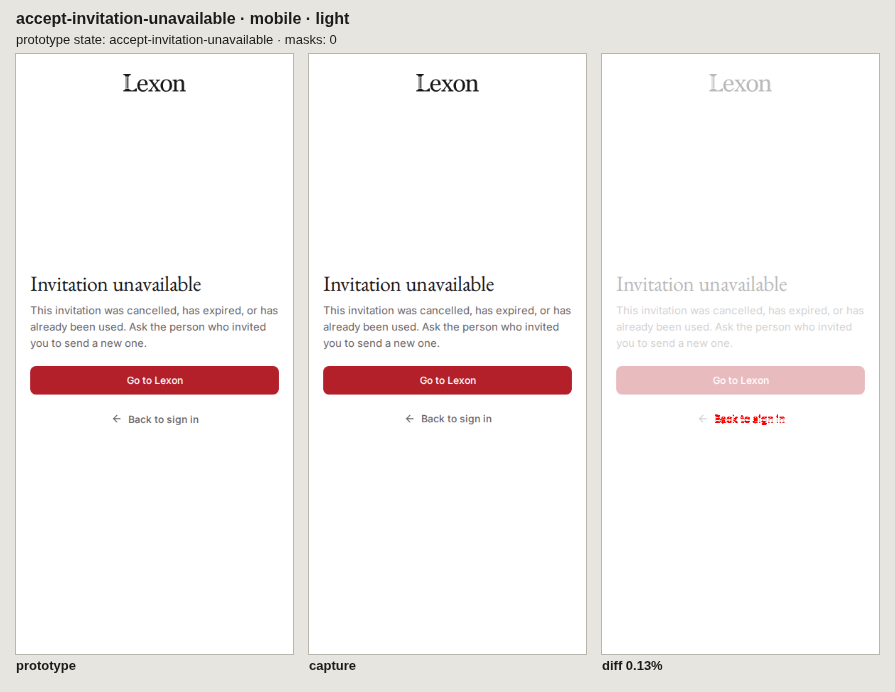 accept-invitation-unavailable · mobile · light
prototype state: accept-invitation-unavailable · masks: 0
Lexon
Invitation unavailable
This invitation was cancelled, has expired, or has
already been used. Ask the person who invited
you to send a new one.
Go to Lexon
← Back to sign in
prototype
Lexon
Invitation unavailable
This invitation was cancelled, has expired, or has
already been used. Ask the person who invited
you to send a new one.
Go to Lexon
← Back to sign in
capture
Lexon
Invitation unavailable
This invitation was cancelled, has expired, or has
already been used. Ask the person who invited
you to send a new one.
Go to Lexon
← Back to sign in
diff 0.13%